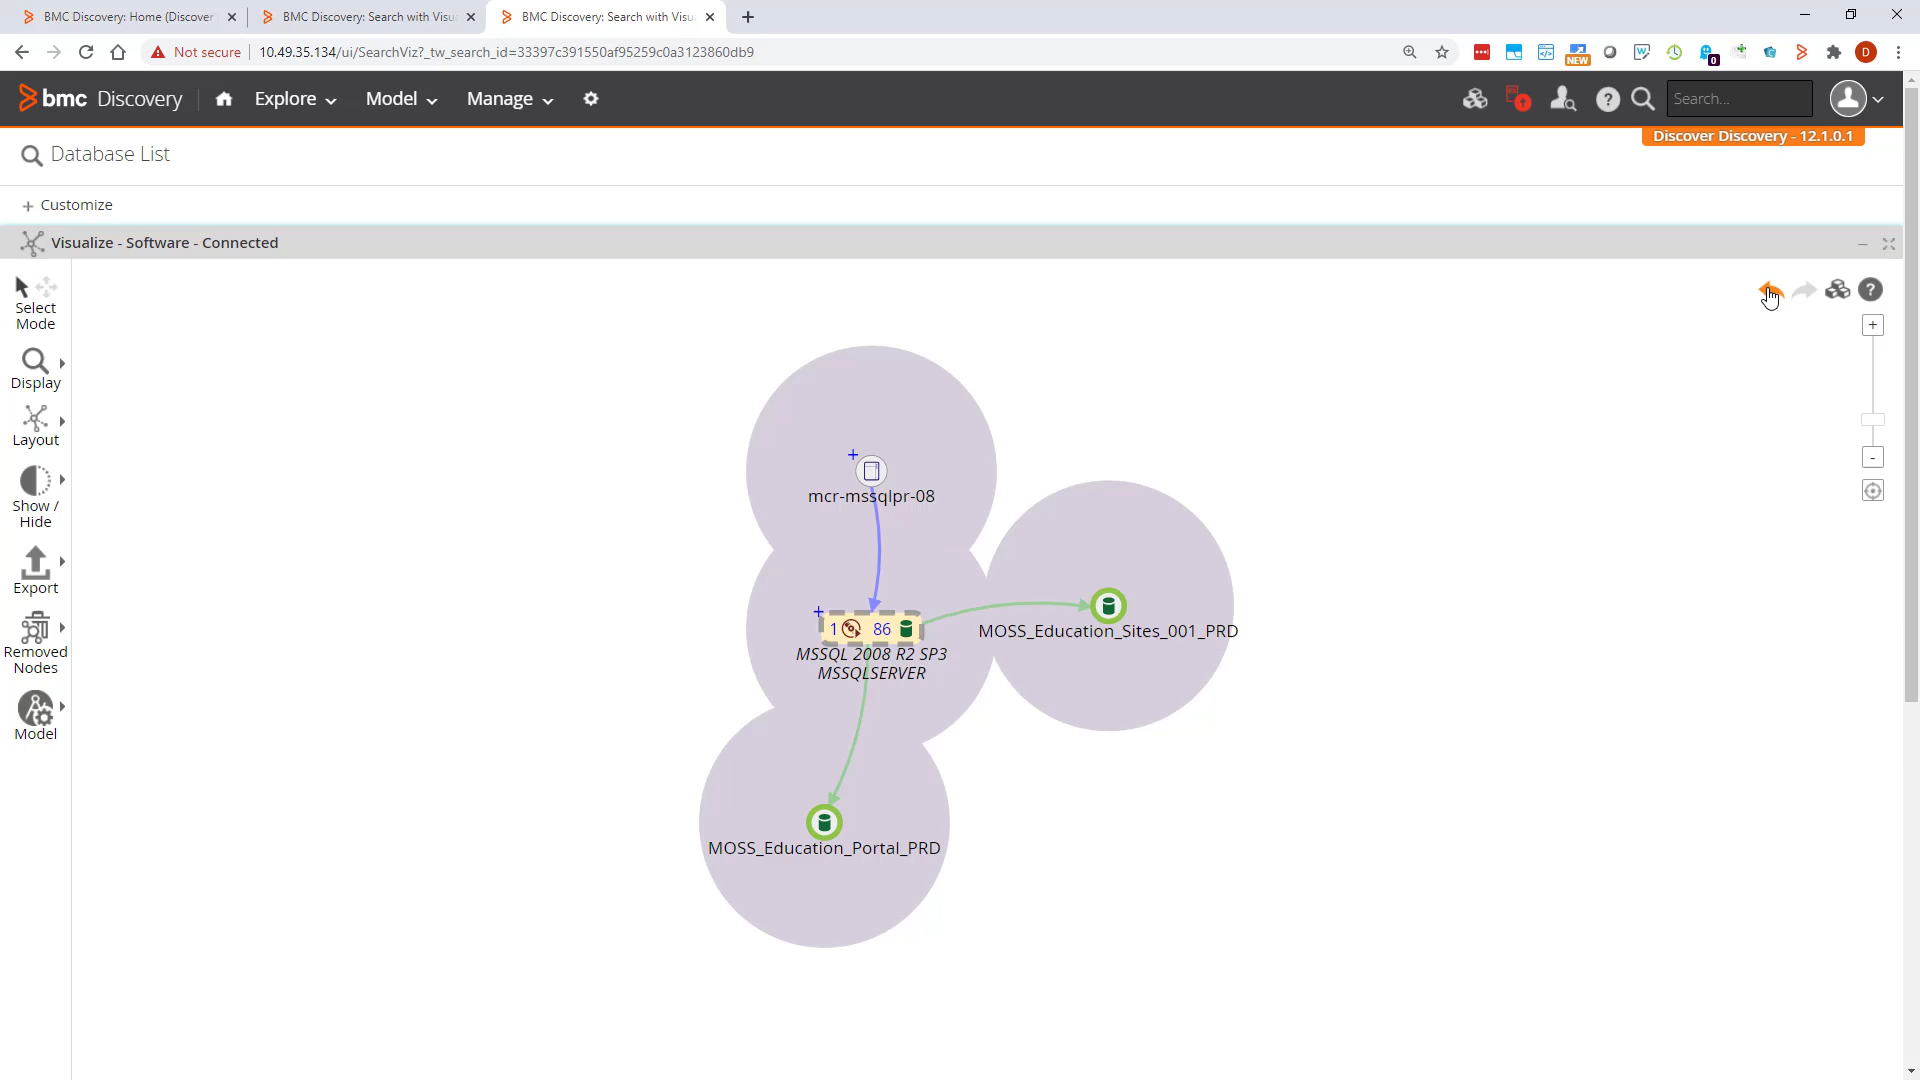 BMC Discovery: Home (Discover
BMC Discovery: Search with Visu
BMC Discovery: Search with Visu
Not secure
10.49.35.134/ui/SearchViz?_tw_search_id=33397c391550af95259c0a3123860db9
NEW
0
D
bmc Discovery
Explore
Model
Manage
?
Search...
Discover Discovery - 12.1.0.1
Database List
+ Customize
Visualize - Software - Connected
Select
Mode
Display
Layout
Show /
Hide
Export
Removed
Nodes
Model
?
+
-
+
mcr-mssqlpr-08
+
1 86
MSSQL 2008 R2 SP3
MSSQLSERVER
MOSS_Education_Sites_001_PRD
MOSS_Education_Portal_PRD